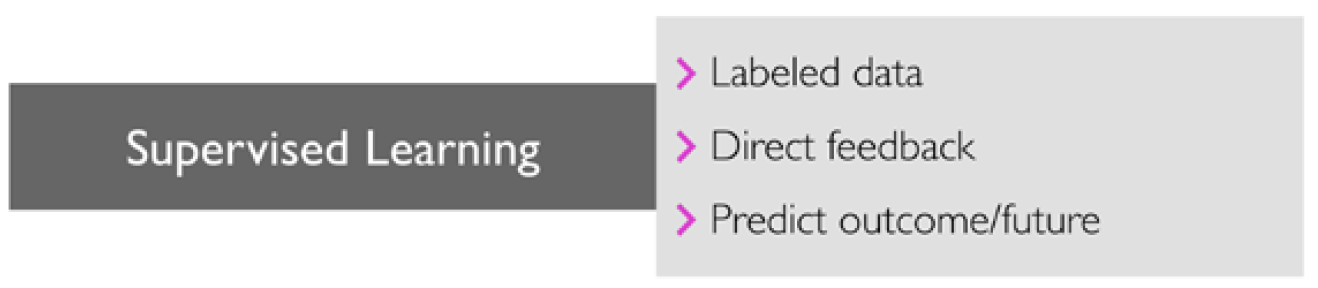 Supervised Learning
Labeled data
Direct feedback
Predict outcome/future